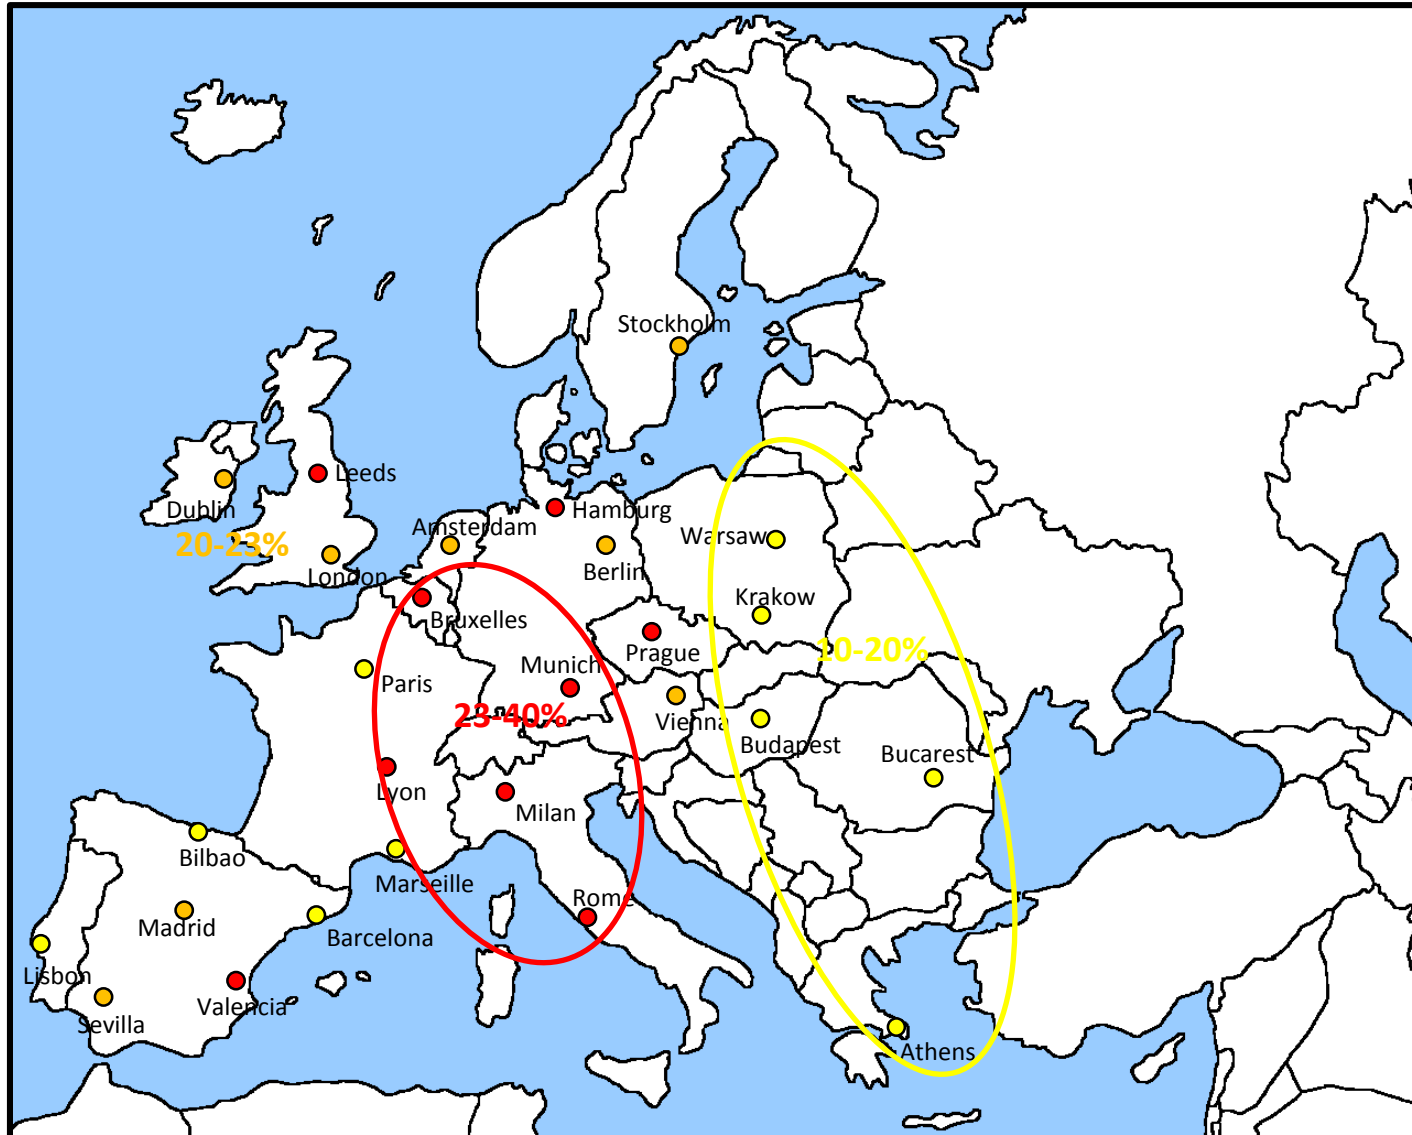 Stockholm
Leeds
Dublin
Hamburg
Amsterdam
Warsaw
20-23%
Berlin
London
Krakow
Bruxelles
Prague
10-20%
Munich
Paris
23-40%
Vienna
Budapest
Bucarest
Lyon
Milan
Bilbao
Marseille
Rome
Madrid
Barcelona
Lisbon
Valencia
Sevilla
Athens